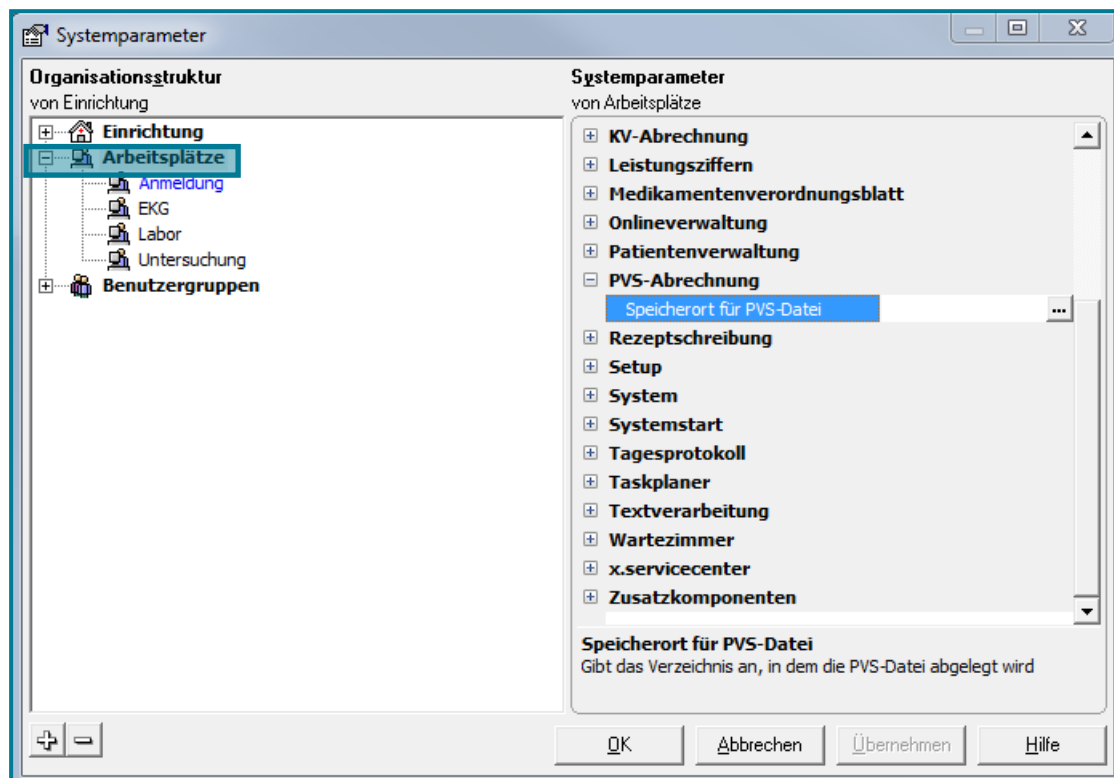 Systemparameter
Organisationsstruktur
von Einrichtung
Einrichtung
Arbeitsplätze
Anmeldung
EKG
Labor
Untersuchung
Benutzergruppen
Systemparameter
von Arbeitsplätze
KV-Abrechnung
Leistungsziffern
Medikamentenverordnungsblatt
Onlineverwaltung
Patientenverwaltung
PVS-Abrechnung
Speicherort für PVS-Datei
...
Rezeptschreibung
Setup
System
Systemstart
Tagesprotokoll
Taskplaner
Textverarbeitung
Wartezimmer
x.servicecenter
Zusatzkomponenten
Speicherort für PVS-Datei
Gibt das Verzeichnis an, in dem die PVS-Datei abgelegt wird
OK Abbrechen Übernehmen Hilfe